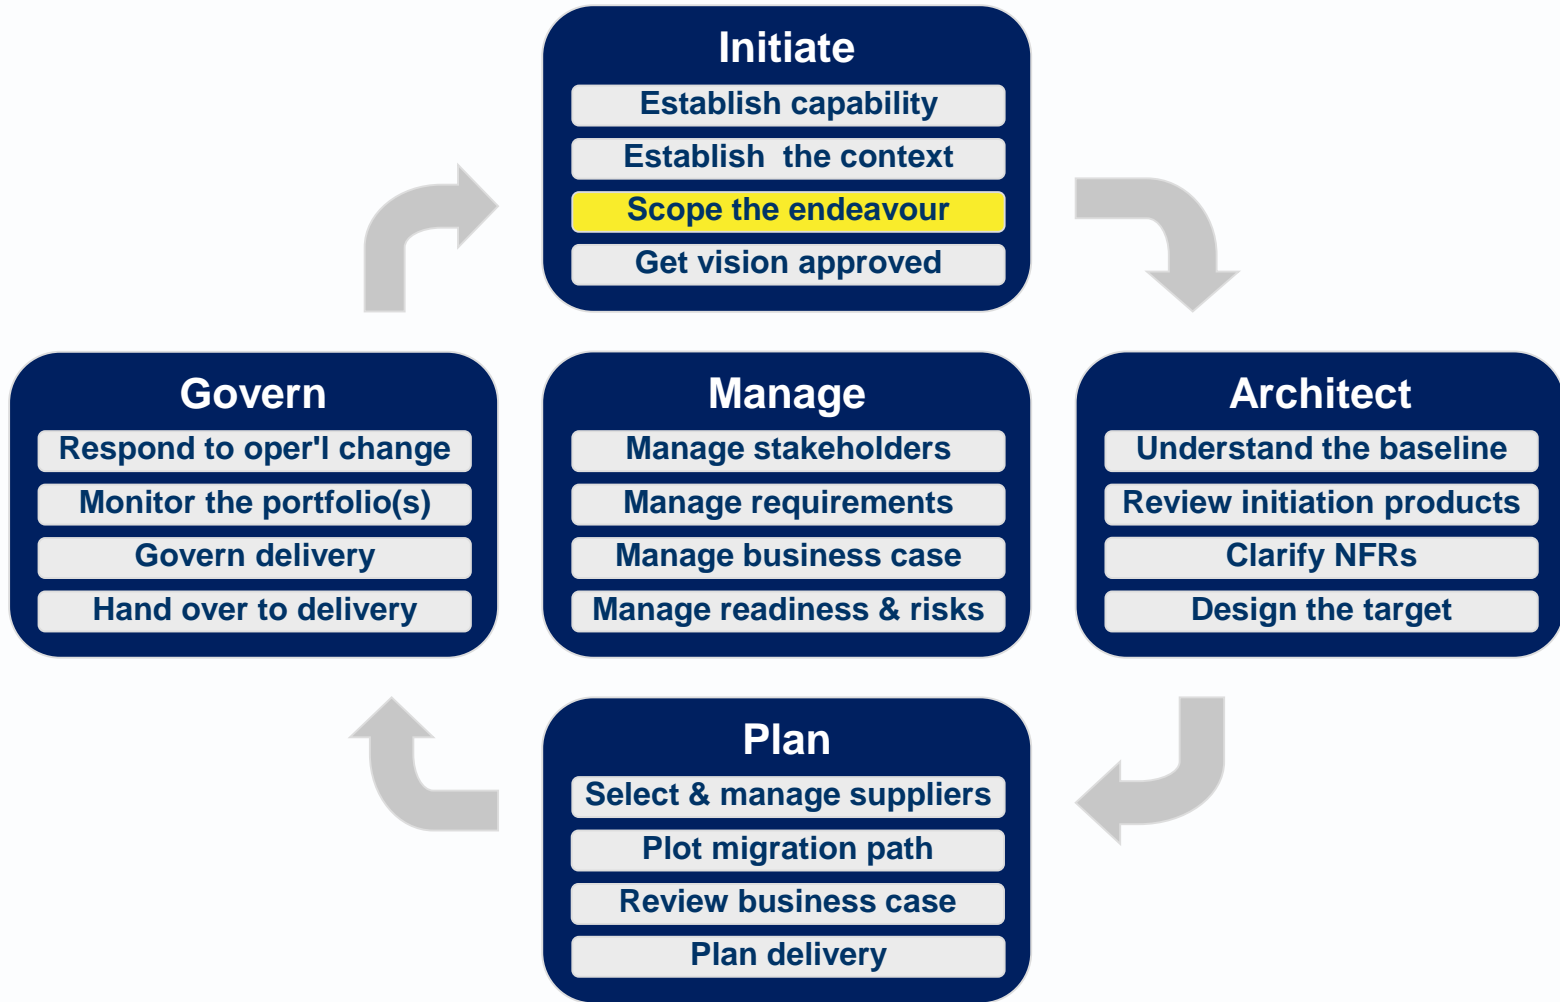 Initiate
Establish capability
Establish  the context
Scope the endeavour
Get vision approved
Govern
Respond to oper'l change
Monitor the portfolio(s)
Govern delivery
Hand over to delivery
Manage
Manage stakeholders
Manage requirements
Manage business case
Manage readiness & risks
Architect
Understand the baseline
Review initiation products
Clarify NFRs
Design the target
Plan
Select & manage suppliers
Plot migration path
Review business case
Plan delivery